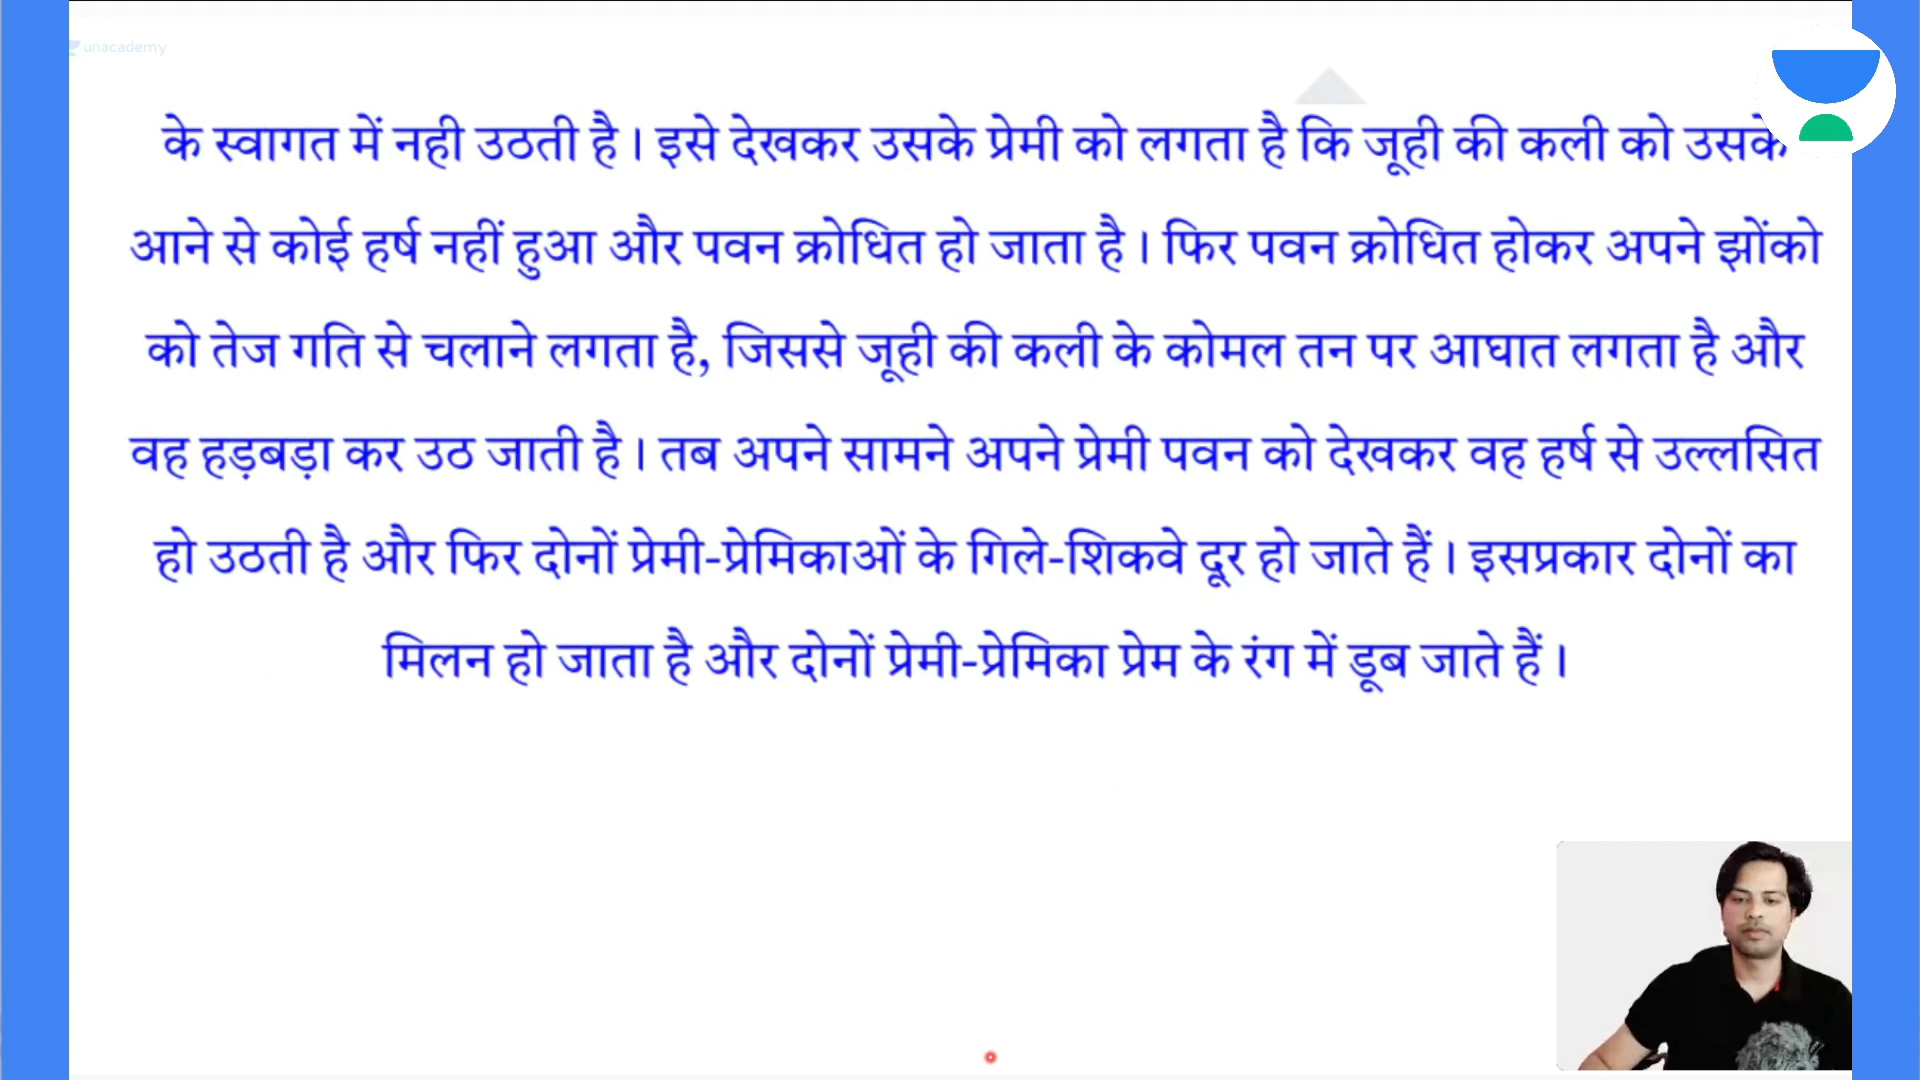 unacademy
के स्वागत में नही उठती है। इसे देखकर उसके प्रेमी को लगता है कि जूही की कली को उसके
आने से कोई हर्ष नहीं हुआ और पवन क्रोधित हो जाता है। फिर पवन क्रोधित होकर अपने झोंको
को तेज गति से चलाने लगता है, जिससे जूही की कली के कोमल तन पर आघात लगता है और
वह हड़बड़ा कर उठ जाती है। तब अपने सामने अपने प्रेमी पवन को देखकर वह हर्ष से उल्लसित
हो उठती है और फिर दोनों प्रेमी-प्रेमिकाओं के गिले-शिकवे दूर हो जाते हैं। इसप्रकार दोनों का
मिलन हो जाता है और दोनों प्रेमी-प्रेमिका प्रेम के रंग में डूब जाते हैं।